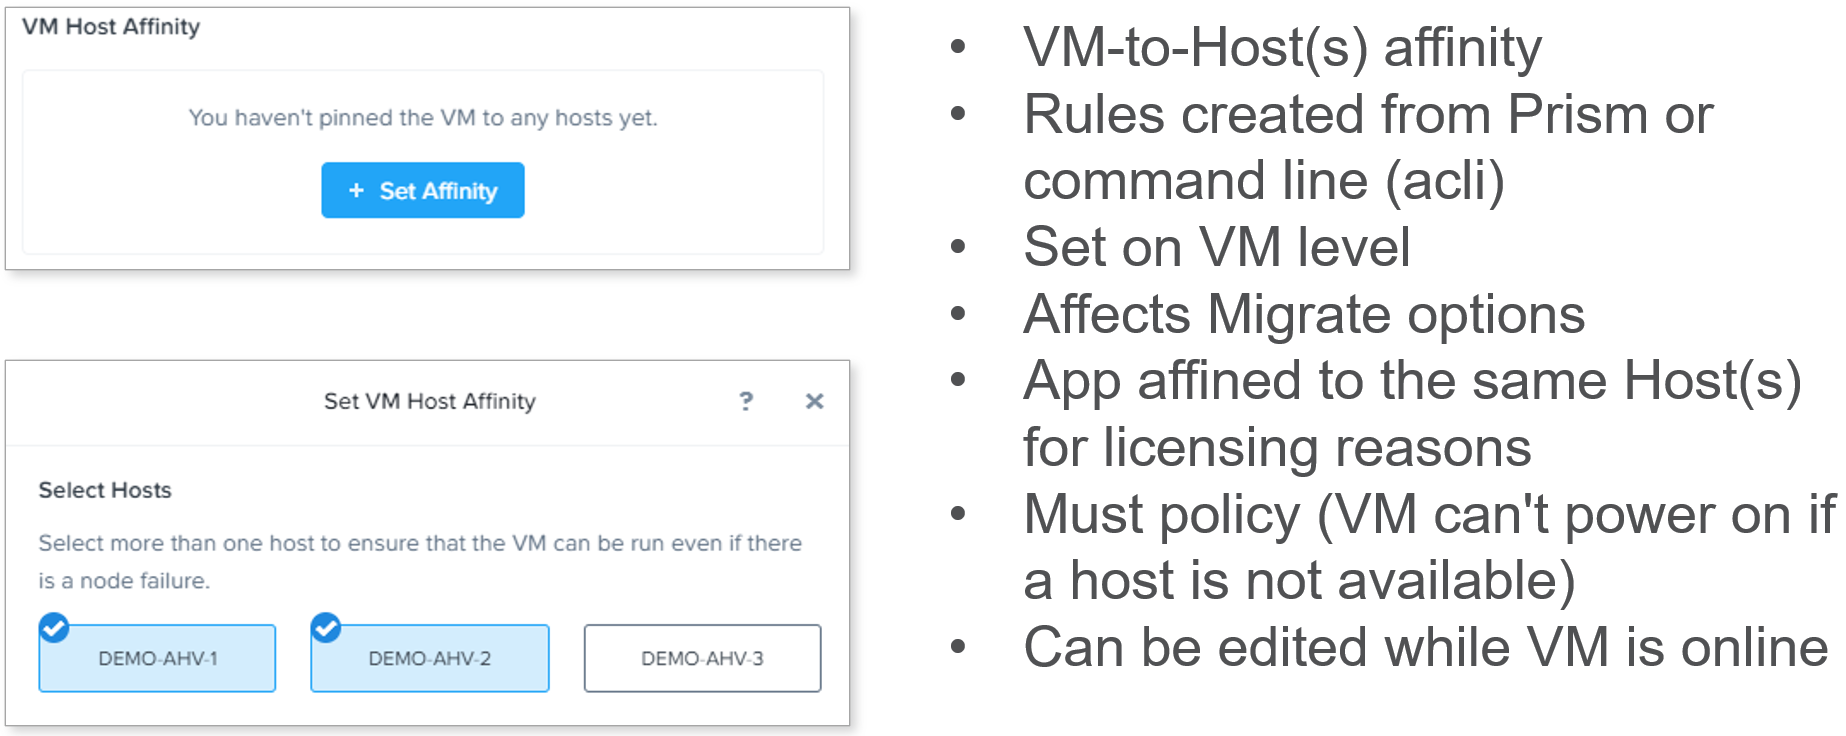 VM Host Affinity
You haven't pinned the VM to any hosts yet.
+ Set Affinity
Set VM Host Affinity ? ×
Select Hosts
Select more than one host to ensure that the VM can be run even if there
is a node failure.
DEMO-AHV-1 DEMO-AHV-2 DEMO-AHV-3
• VM-to-Host(s) affinity
• Rules created from Prism or
command line (acli)
• Set on VM level
• Affects Migrate options
• App affined to the same Host(s)
for licensing reasons
• Must policy (VM can't power on if
a host is not available)
• Can be edited while VM is online